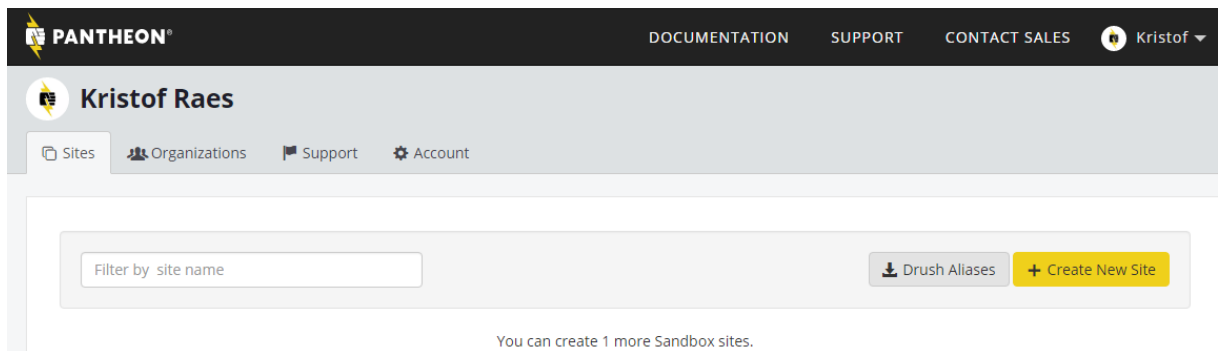 PANTHEON® DOCUMENTATION SUPPORT CONTACT SALES Kristof
Kristof Raes
Sites Organizations Support Account
Filter by site name Drush Aliases + Create New Site
You can create 1 more Sandbox sites.